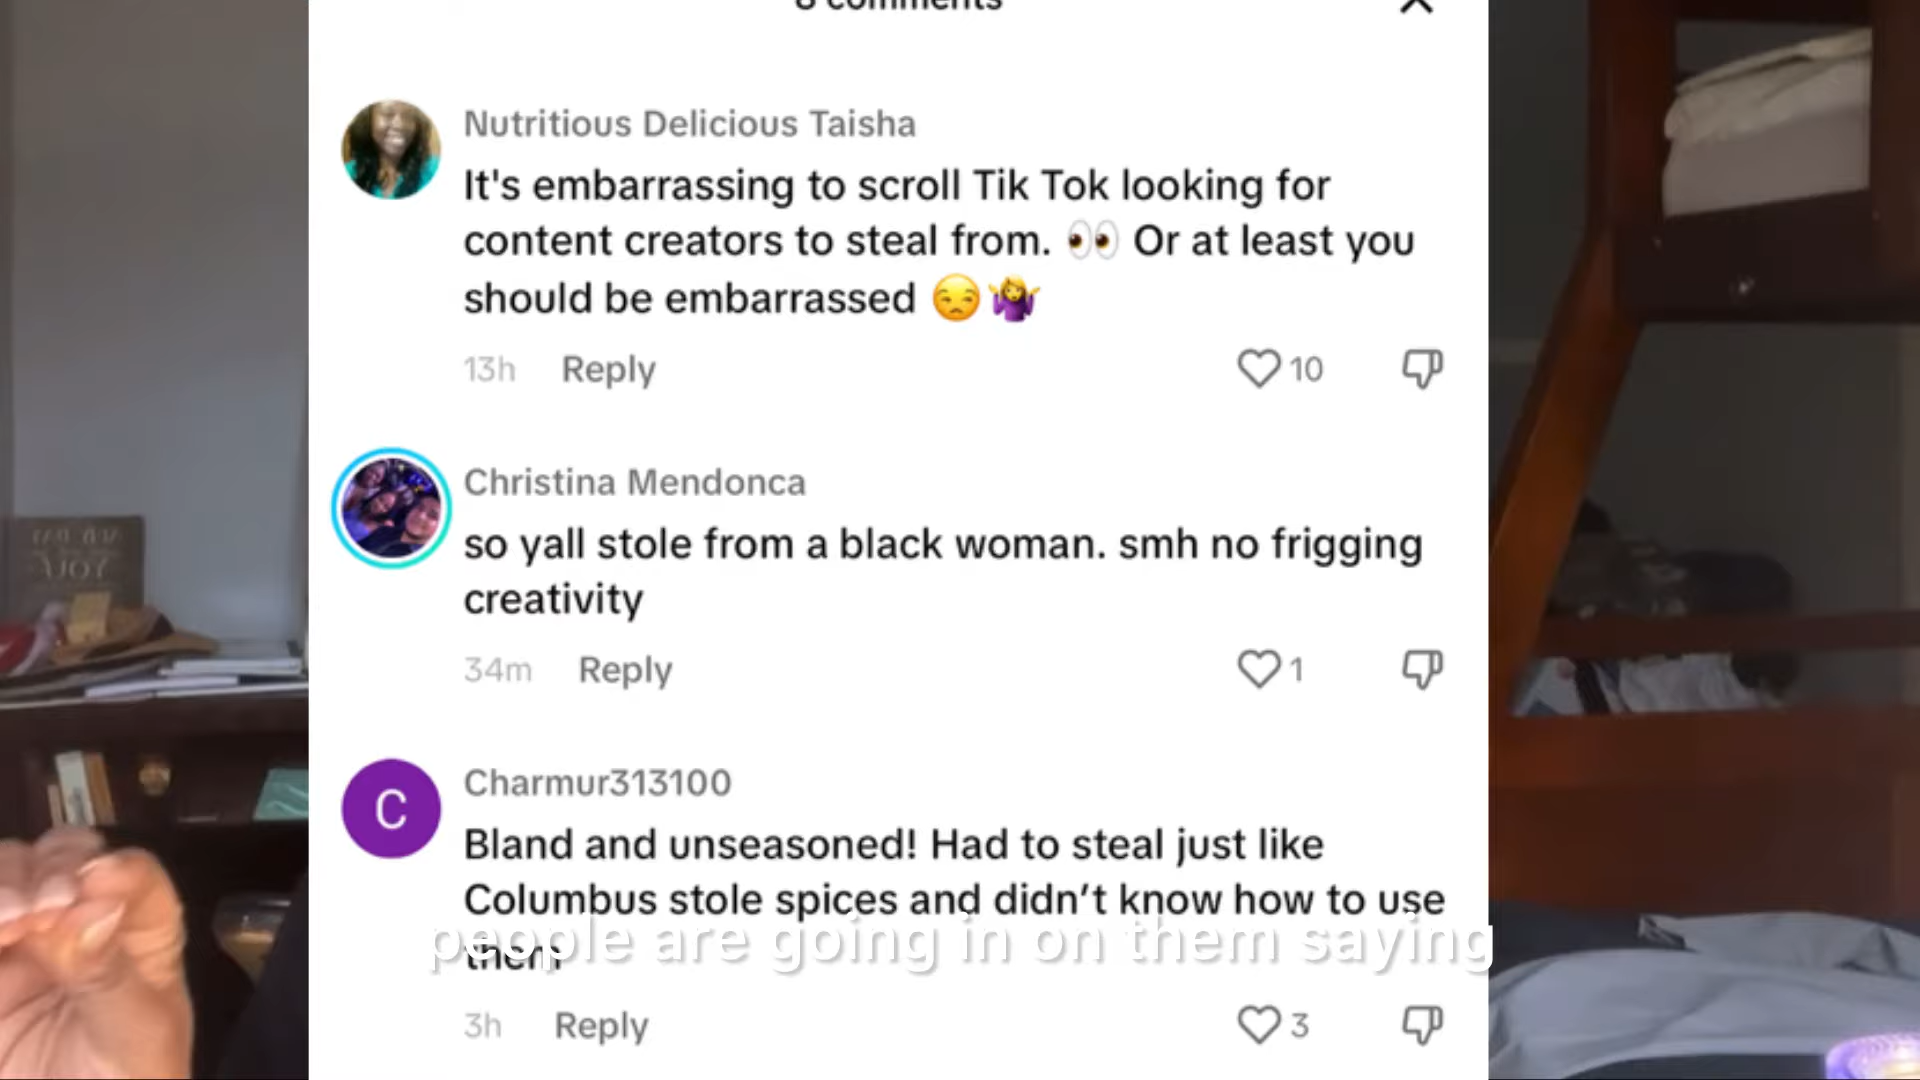 8 comments
Nutritious Delicious Taisha
It's embarrassing to scroll Tik Tok looking for
content creators to steal from. 👀 Or at least you
should be embarrassed 😒🤷‍♀️
13h Reply 10
Christina Mendonca
so yall stole from a black woman. smh no frigging
creativity
34m Reply 1
C
Charmur313100
Bland and unseasoned! Had to steal just like
Columbus stole spices and didn’t know how to use
them
people are going in on them saying
3h Reply 3